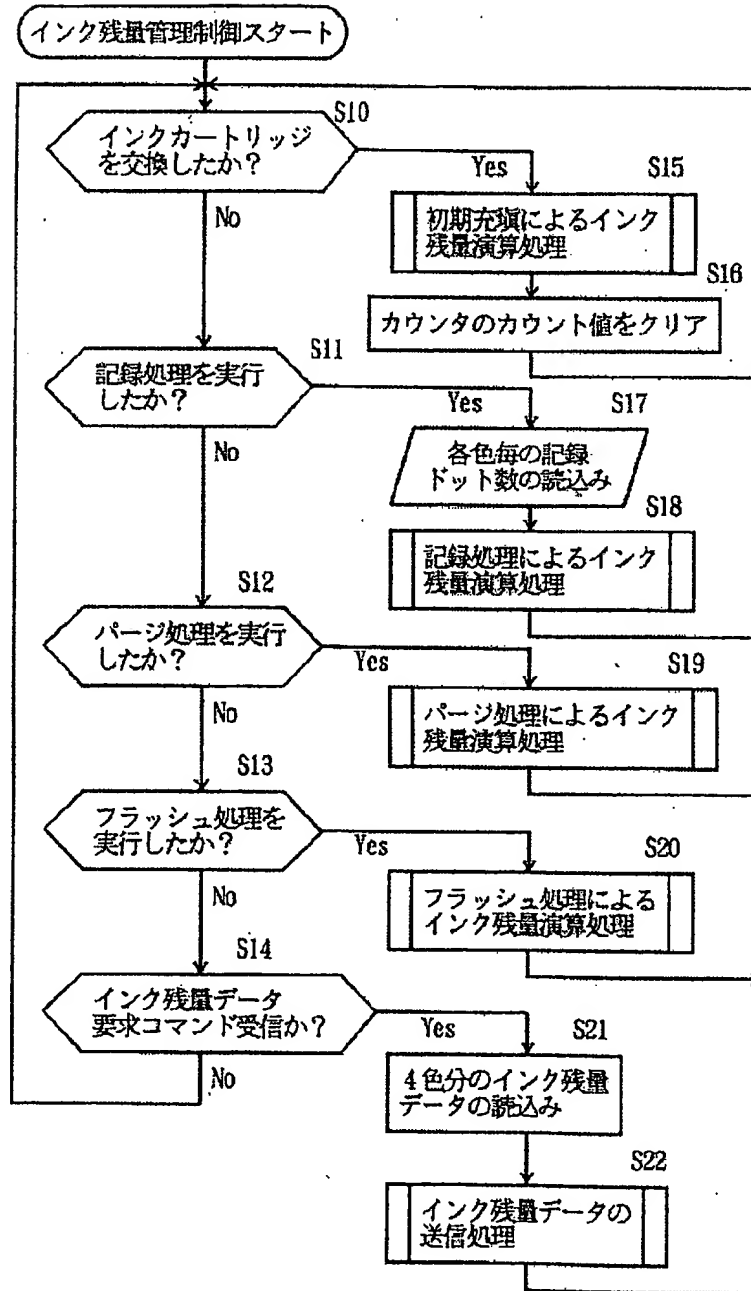 インク残量管理制御スタート
S10
インクカートリッジ
を交換したか?
Yes
No
S15
初期充塡によるインク
残量演算処理
S16
カウンタのカウント値をクリア
S11
記録処理を実行
したか?
Yes
No
S17
各色毎の記録
ドット数の読込み
S18
記録処理によるインク
残量演算処理
S12
パージ処理を実行
したか?
Yes
No
S19
パージ処理によるインク
残量演算処理
S13
フラッシュ処理を
実行したか?
Yes
No
S20
フラッシュ処理による
インク残量演算処理
S14
インク残量データ
要求コマンド受信か?
Yes
No
S21
4色分のインク残量
データの読込み
S22
インク残量データの
送信処理